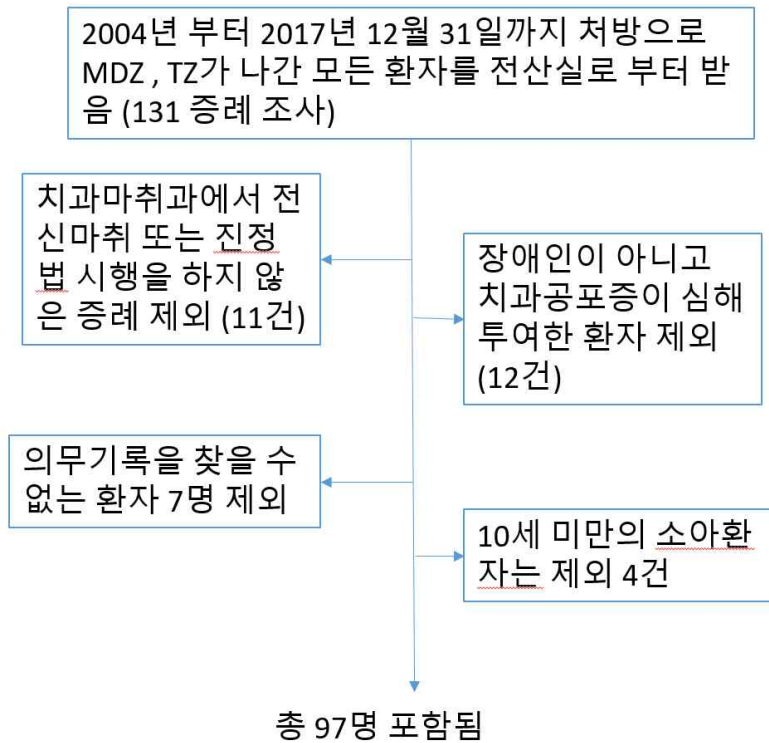 2004년 부터 2017년 12월 31일까지 처방으로
MDZ , TZ가 나간 모든 환자를 전산실로 부터 받
음 (131 증례 조사)
치과마취과에서 전
신마취 또는 진정
법 시행을 하지 않
은 증례 제외 (11건)
장애인이 아니고
치과공포증이 심해
투여한 환자 제외
(12건)
의무기록을 찾을 수
없는 환자 7명 제외
10세 미만의 소아환
자는 제외 4건
총 97명 포함됨